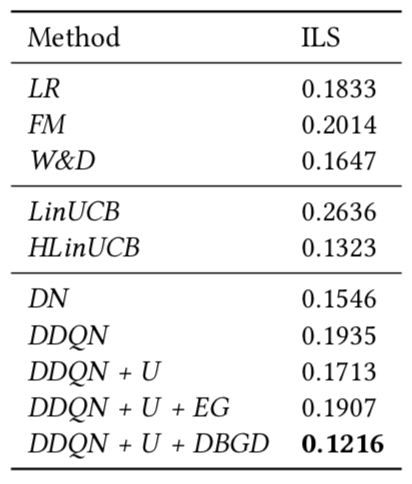 Method ILS
LR 0.1833
FM 0.2014
W&D 0.1647
LinUCB 0.2636
HLinUCB 0.1323
DN 0.1546
DDQN 0.1935
DDQN + U 0.1713
DDQN + U + EG 0.1907
DDQN + U + DBGD 0.1216